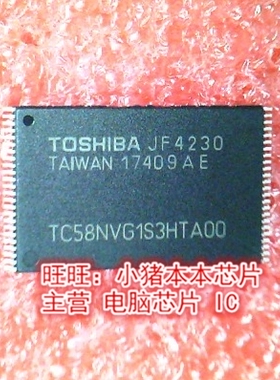 TOSHIBA JF4230
TAIWAN 17409AE
TC58NVG1S3HTA00
旺旺：小猪本本芯片
主营 电脑芯片 IC